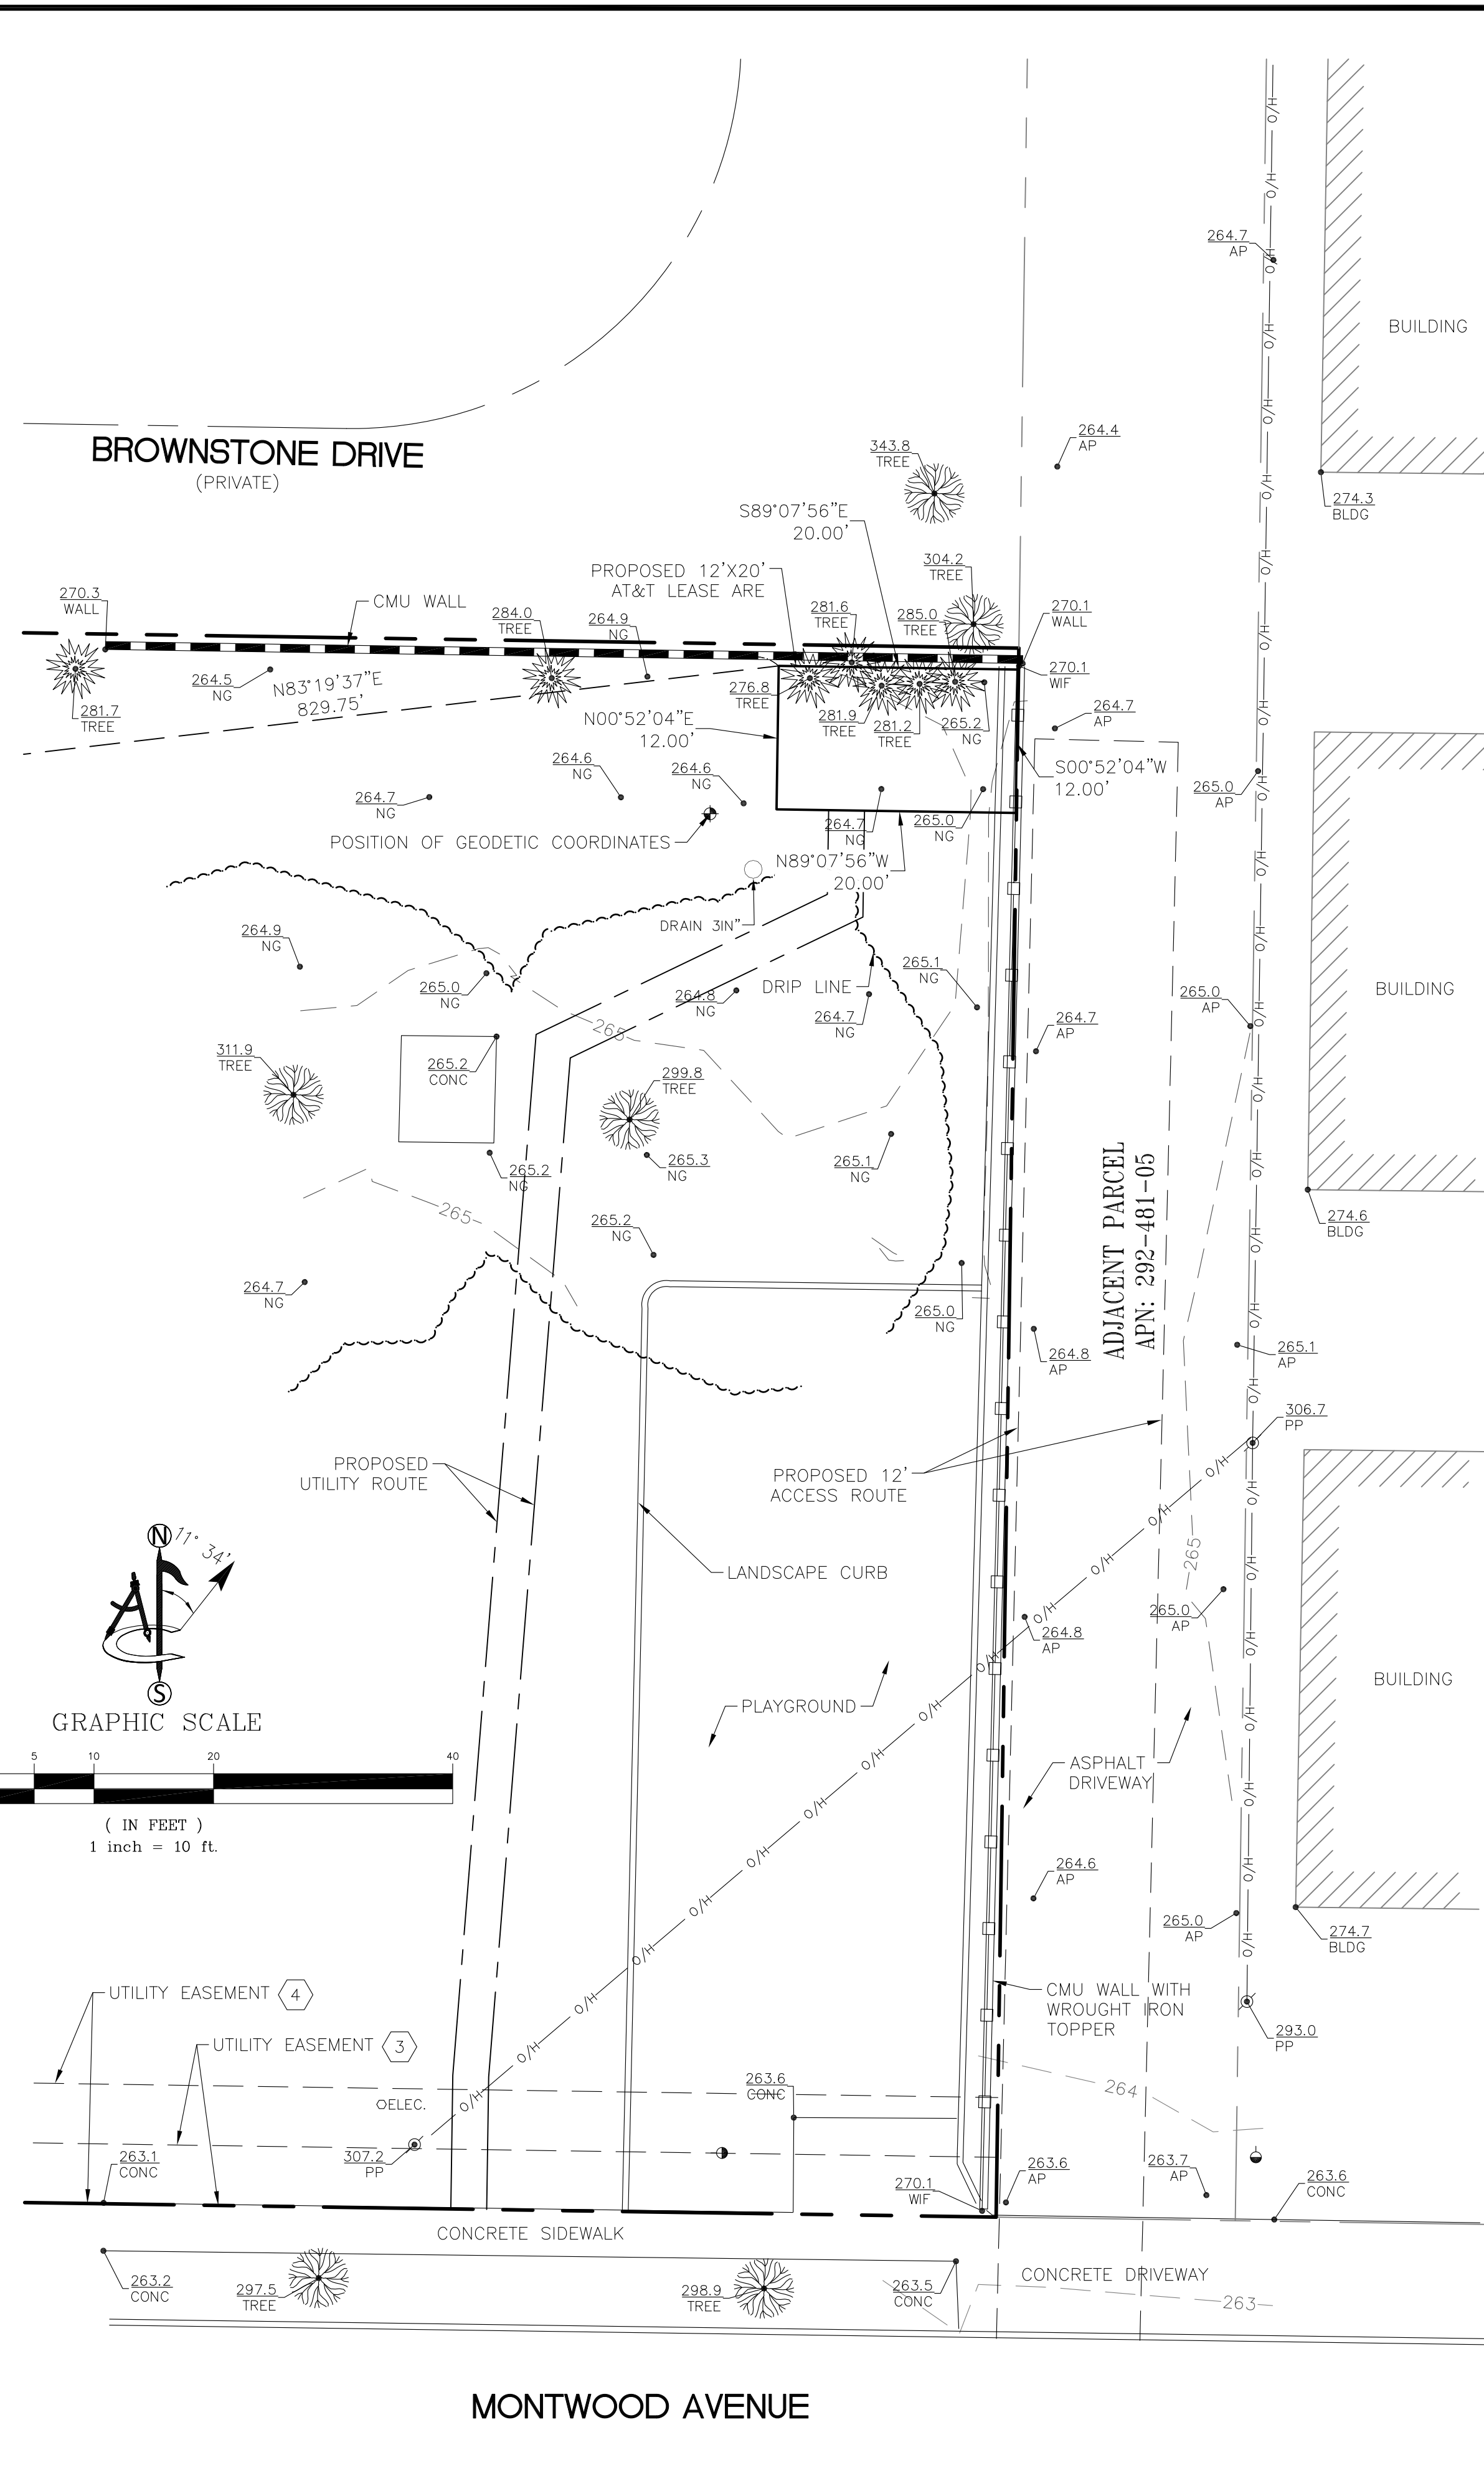 O/H
O/H
264.7
AP
O/H
O/H
BUILDING
O/H
BROWNSTONE DRIVE
(PRIVATE)
343.8
TREE
264.4
AP
O/H
274.3
BLDG
S89°07'56"E
20.00'
PROPOSED 12'X20'
AT&T LEASE ARE
304.2
TREE
O/H
270.3
WALL
CMU WALL
284.0
TREE
264.9
NG
281.6
TREE
285.0
TREE
270.1
WALL
O/H
264.5
NG
N83°19'37"E
829.75'
276.8
TREE
270.1
WIF
281.7
TREE
N00°52'04"E
12.00'
281.9
TREE
281.2
TREE
265.2
NG
264.7
AP
O/H
264.6
NG
264.6
NG
S00°52'04"W
12.00'
264.7
NG
265.0
AP
O/H
POSITION OF GEODETIC COORDINATES
264.7
NG
265.0
NG
N89°07'56"W
20.00'
O/H
DRAIN 3IN"
264.9
NG
O/H
265.0
NG
264.8
NG
DRIP LINE
265.1
NG
264.7
NG
265.0
AP
BUILDING
265
O/H
264.7
AP
311.9
TREE
265.2
CONC
299.8
TREE
O/H
265.2
NG
265.3
NG
265.1
NG
O/H
ADJACENT PARCEL
APN: 292-481-05
265
265.2
NG
274.6
BLDG
O/H
264.7
NG
265.0
NG
O/H
264.8
AP
265.1
AP
O/H
306.7
PP
PROPOSED
UTILITY ROUTE
PROPOSED 12'
ACCESS ROUTE
O/H
O/H
O/H
N
11° 34'
265
LANDSCAPE CURB
O/H
O/H
265.0
AP
O/H
264.8
AP
O/H
S
O/H
BUILDING
PLAYGROUND
O/H
O/H
GRAPHIC SCALE
5 10 20 40
O/H
ASPHALT
DRIVEWAY
( IN FEET )
1 inch = 10 ft.
O/H
O/H
O/H
264.6
AP
O/H
O/H
265.0
AP
274.7
BLDG
O/H
O/H
UTILITY EASEMENT 4
CMU WALL WITH
WROUGHT IRON
TOPPER
O/H
UTILITY EASEMENT 3
O/H
293.0
PP
263.6
CONC
264
O/H
ELEC.
263.1
CONC
307.2
PP
270.1
WIF
263.6
AP
263.7
AP
263.6
CONC
CONCRETE SIDEWALK
263.2
CONC
297.5
TREE
298.9
TREE
263.5
CONC
CONCRETE DRIVEWAY
263
MONTWOOD AVENUE